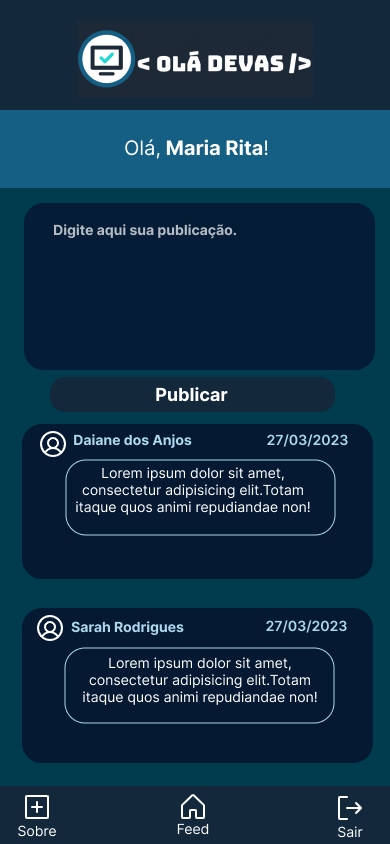 < OLÁ DEVAS />
Olá, Maria Rita!
Digite aqui sua publicação.
Publicar
Daiane dos Anjos 27/03/2023
Lorem ipsum dolor sit amet,
consectetur adipisicing elit.Totam
itaque quos animi repudiandae non!
Sarah Rodrigues 27/03/2023
Lorem ipsum dolor sit amet,
consectetur adipisicing elit.Totam
itaque quos animi repudiandae non!
Sobre Feed Sair